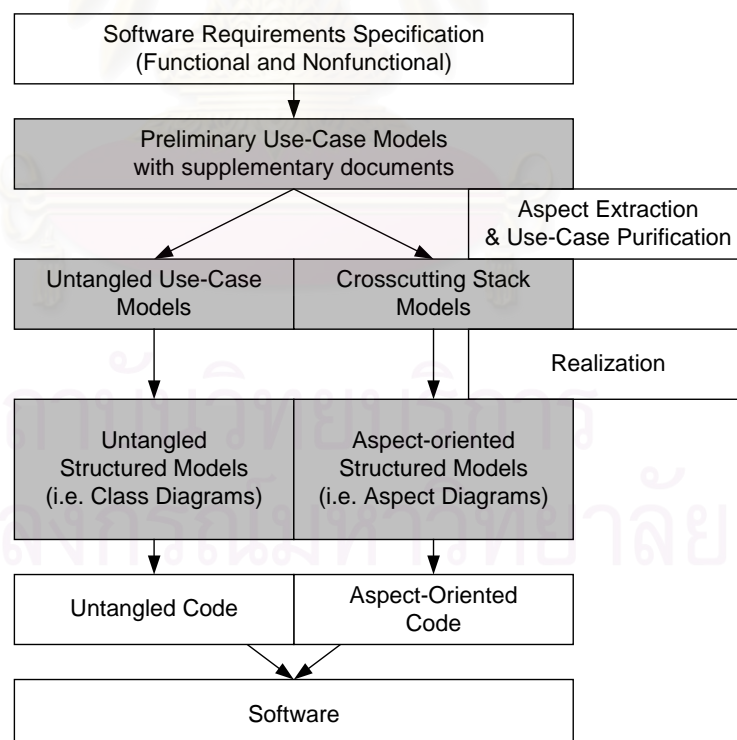 Software Requirements Specification
(Functional and Nonfunctional)
Preliminary Use-Case Models
with supplementary documents
Aspect Extraction
& Use-Case Purification
Untangled Use-Case
Models
Crosscutting Stack
Models
Realization
Untangled
Structured Models
(i.e. Class Diagrams)
Aspect-oriented
Structured Models
(i.e. Aspect Diagrams)
Untangled Code
Aspect-Oriented
Code
Software